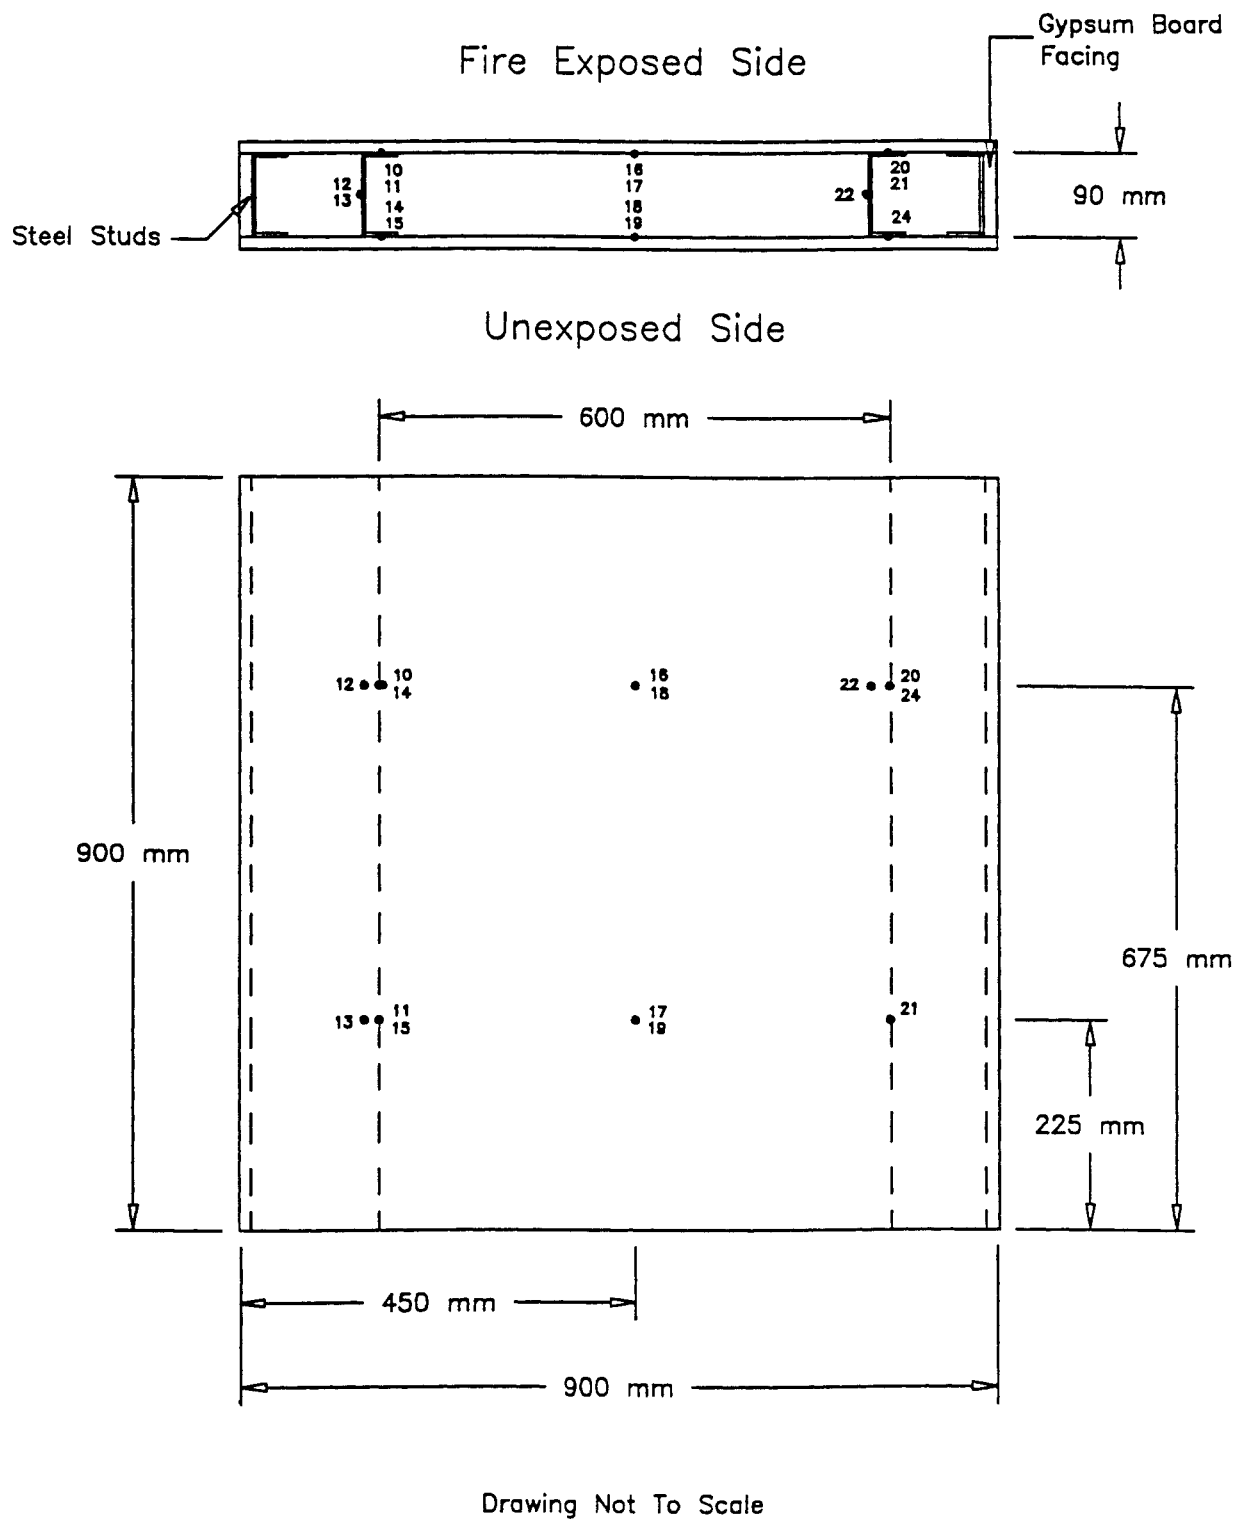 Gypsum Board
Facing
Fire Exposed Side
10
11
12
13
14
15
16
17
18
19
20
21
22
24
90 mm
Steel Studs
Unexposed Side
600 mm
12
10
14
16
18
22
20
24
900 mm
675 mm
13
11
15
17
19
21
225 mm
450 mm
900 mm
Drawing Not To Scale